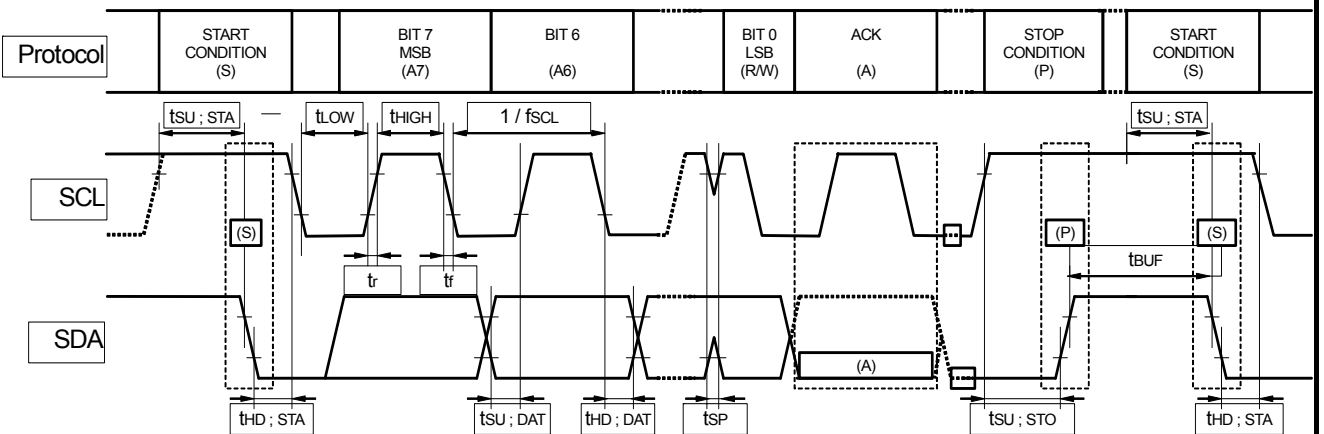 Protocol
START
CONDITION
(S)
BIT 7
MSB
(A7)
BIT 6
(A6)
BIT 0
LSB
(R/W)
ACK
(A)
STOP
CONDITION
(P)
START
CONDITION
(S)
tSU ; STA
tLOW
tHIGH
1 / fSCL
tSU ; STA
SCL
(S)
(P)
(S)
tBUF
tr
tf
SDA
(A)
tHD ; STA
tSU ; DAT
tHD ; DAT
tSP
tSU ; STO
tHD ; STA